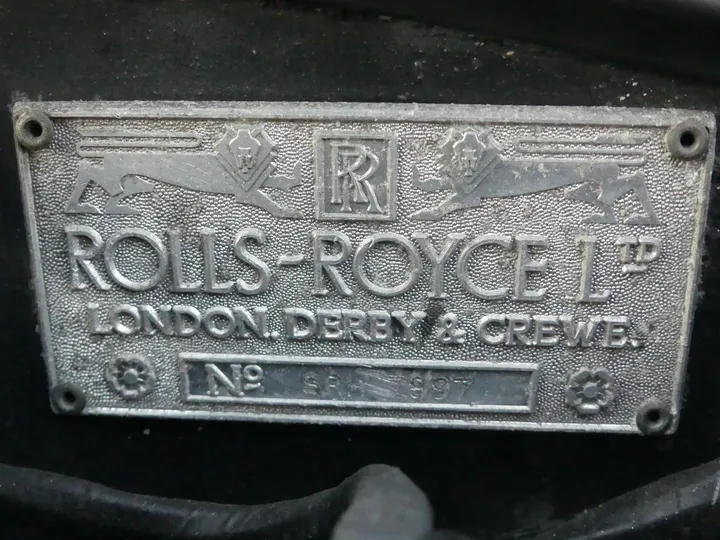 RR
ROLLS-ROYCE LTD
LONDON. DERBY & CREWE.
No